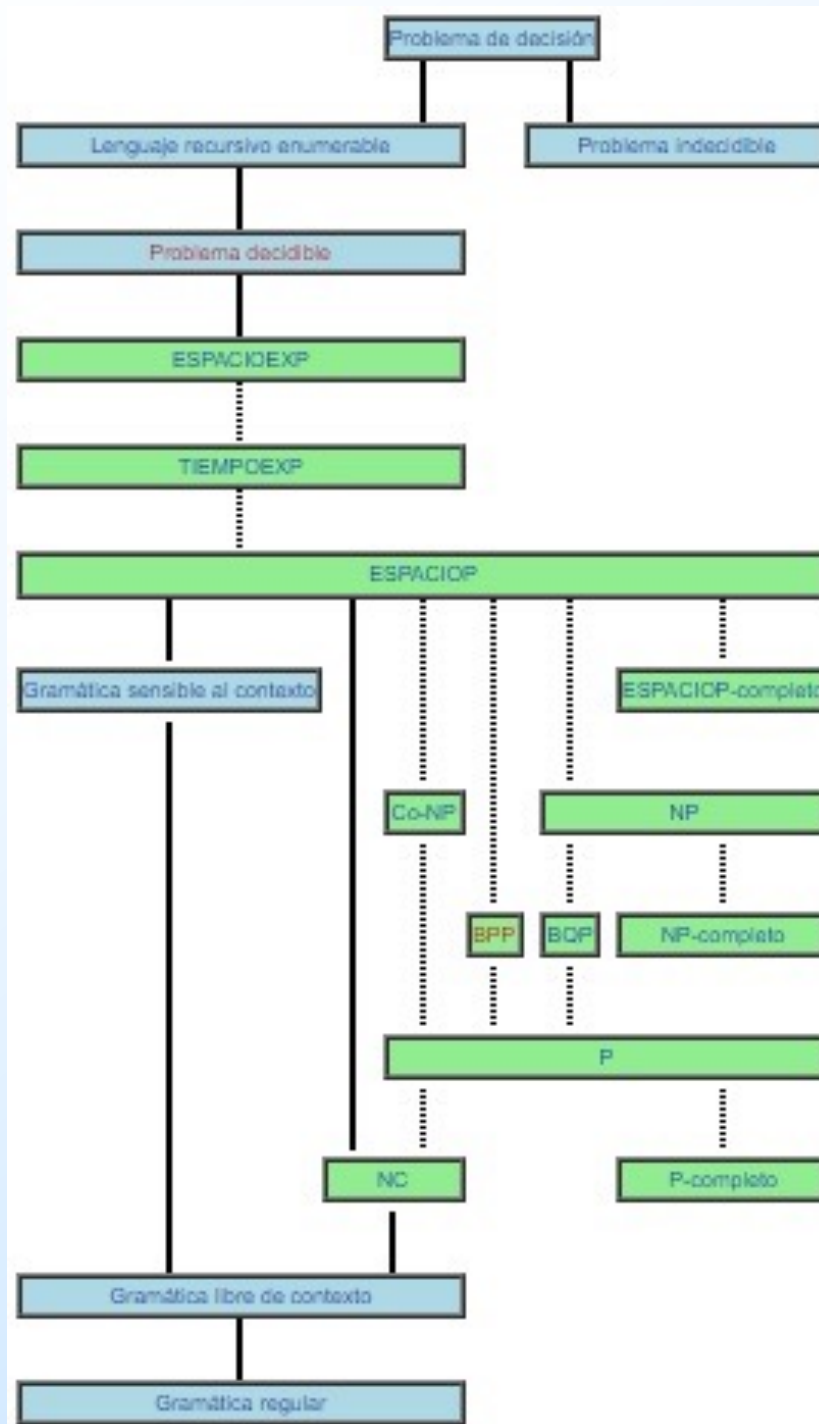 Problema de decisión
Lenguaje recursivo enumerable
Problema indecidible
Problema decidible
ESPACIOEXP
TIEMPOEXP
ESPACIOP
Gramática sensible al contexto
ESPACIOP-completo
Co-NP
NP
BPP
BQP
NP-completo
P
NC
P-completo
Gramática libre de contexto
Gramática regular